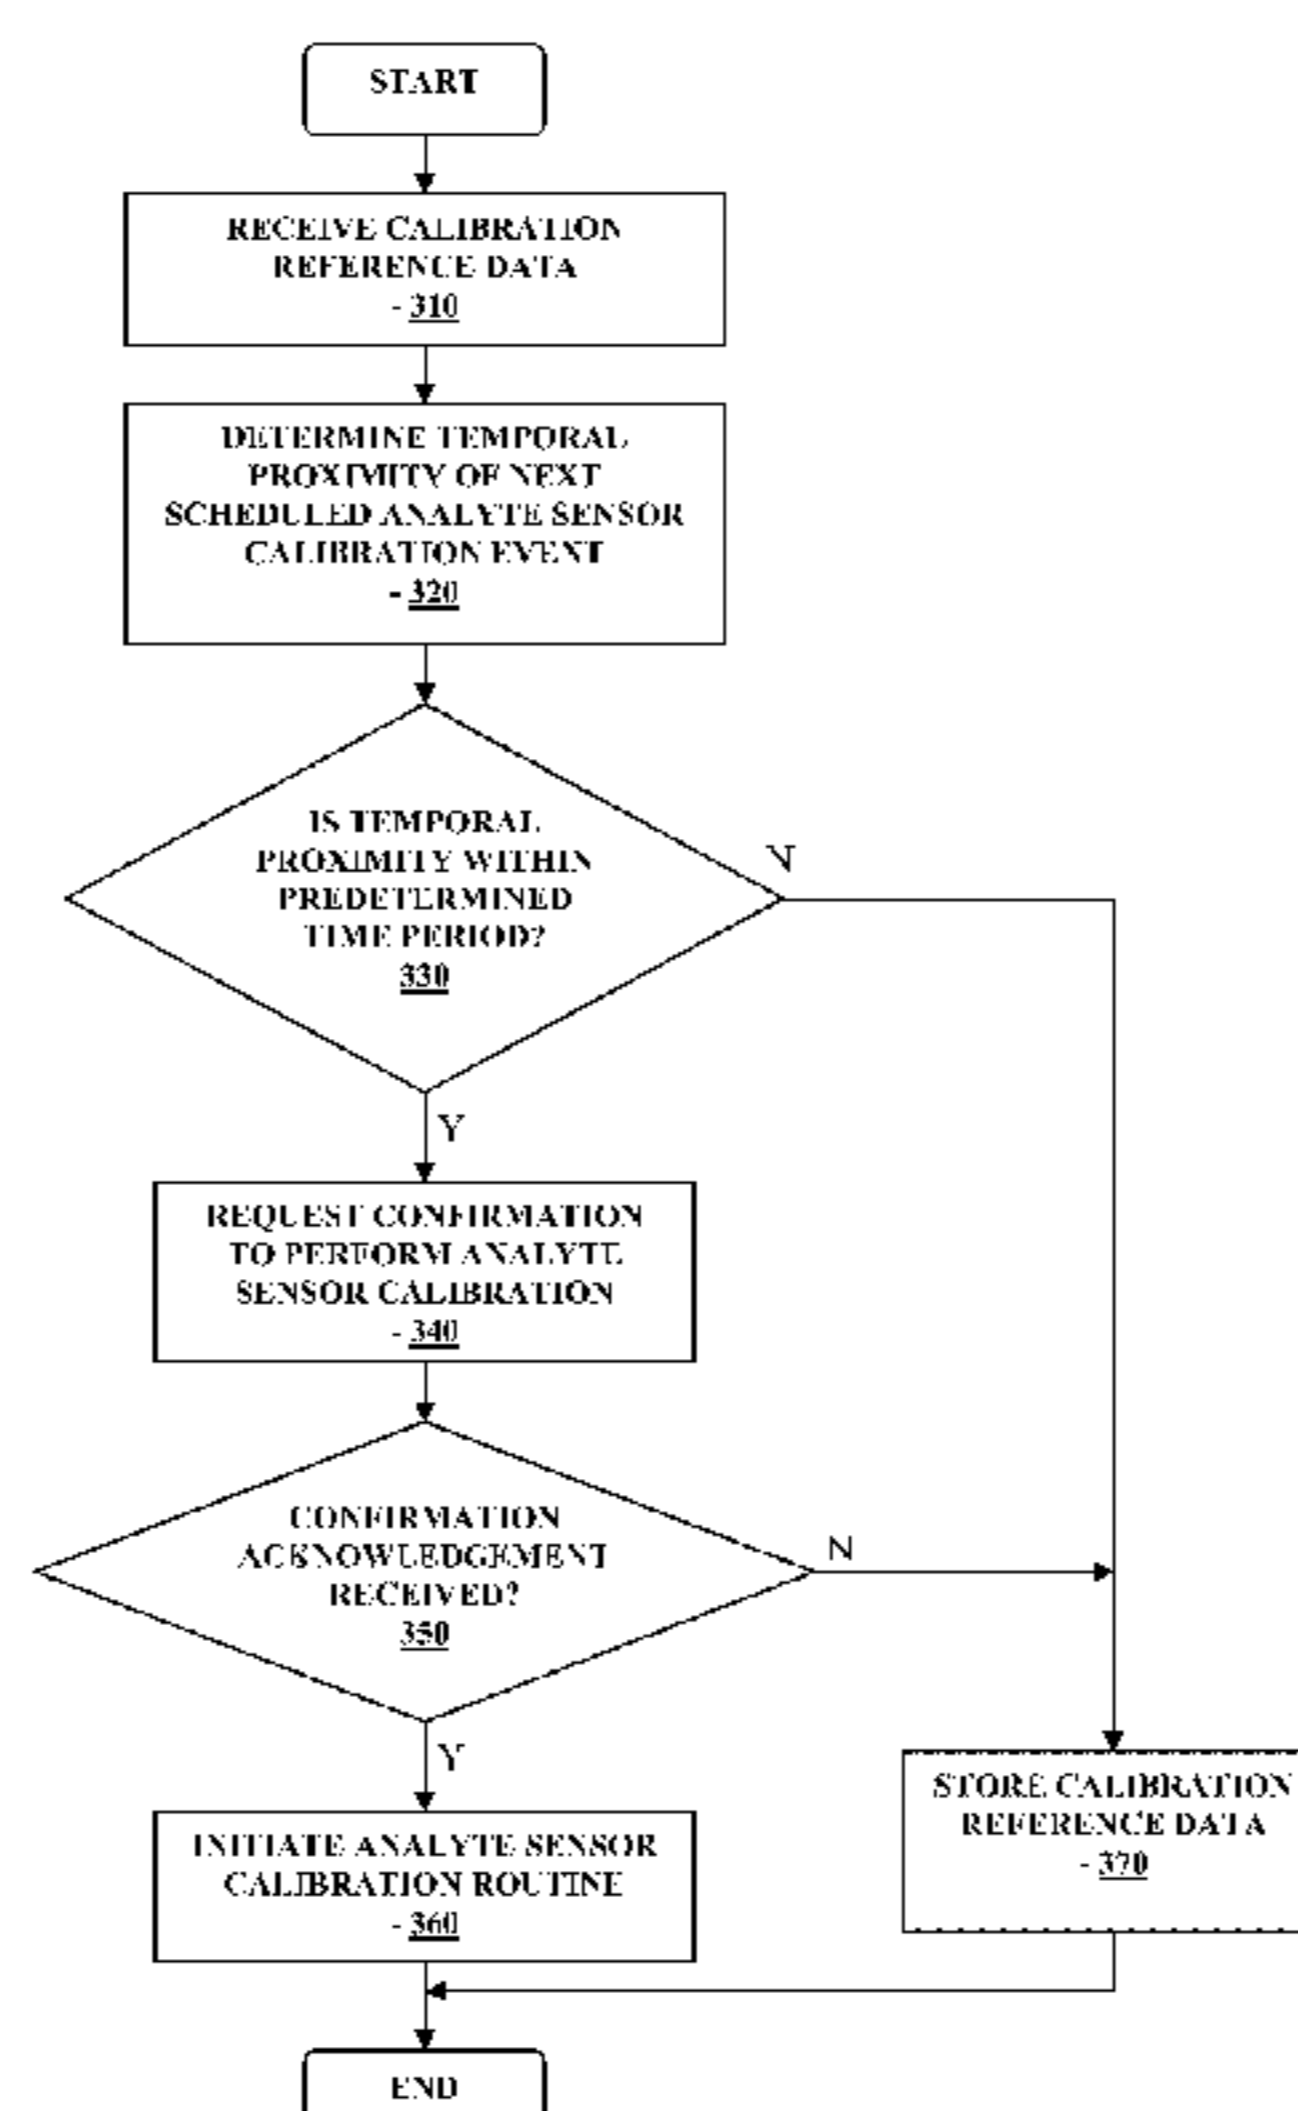 START
RECEIVE CALIBRATION
REFERENCE DATA
- 310
DETERMINE TEMPORAL
PROXIMITY OF NEXT
SCHEDULED ANALYTE SENSOR
CALIBRATION EVENT
- 320
IS TEMPORAL
PROXIMITY WITHIN
PREDETERMINED
TIME PERIOD?
330
N
Y
REQUEST CONFIRMATION
TO PERFORM ANALYTE
SENSOR CALIBRATION
- 340
CONFIRMATION
ACKNOWLEDGEMENT
RECEIVED?
350
N
Y
INITIATE ANALYTE SENSOR
CALIBRATION ROUTINE
- 360
STORE CALIBRATION
REFERENCE DATA
- 370
END